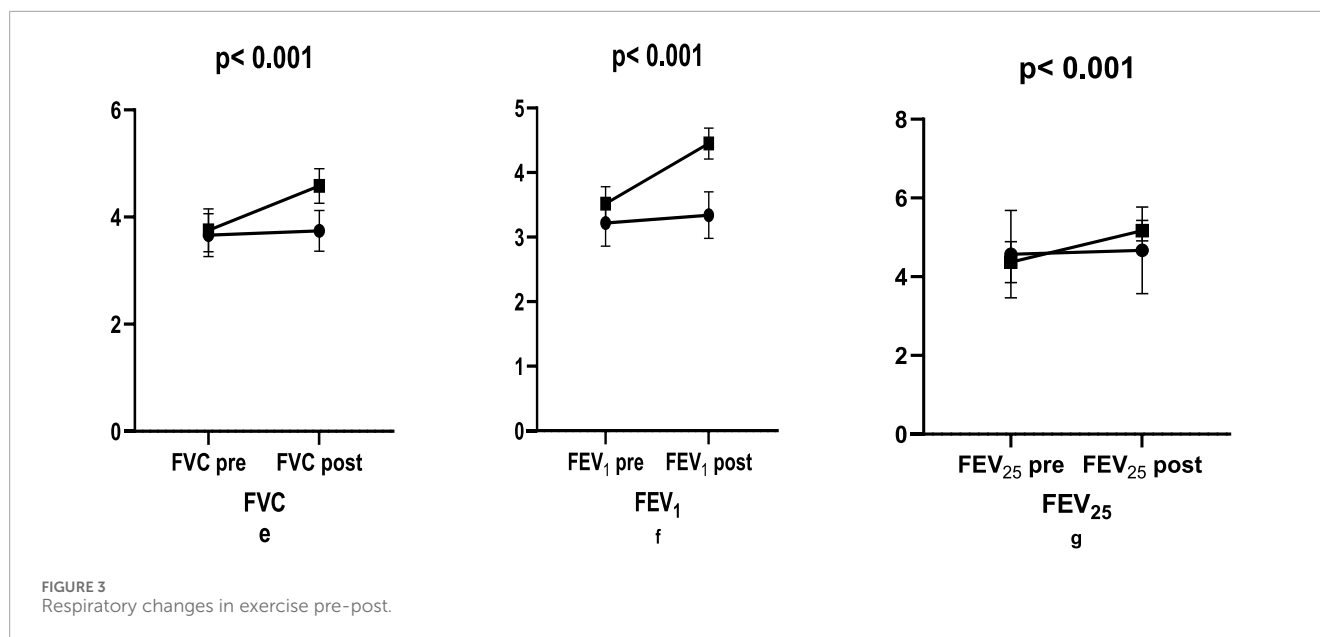 p< 0.001
6
4
2
0
FVC pre FVC post
FVC
e
p< 0.001
5
4
3
2
1
0
FEV₁ pre FEV₁ post
FEV₁
f
p< 0.001
8
6
4
2
0
FEV₂₅ pre FEV₂₅ post
FEV₂₅
g
FIGURE 3
Respiratory changes in exercise pre-post.